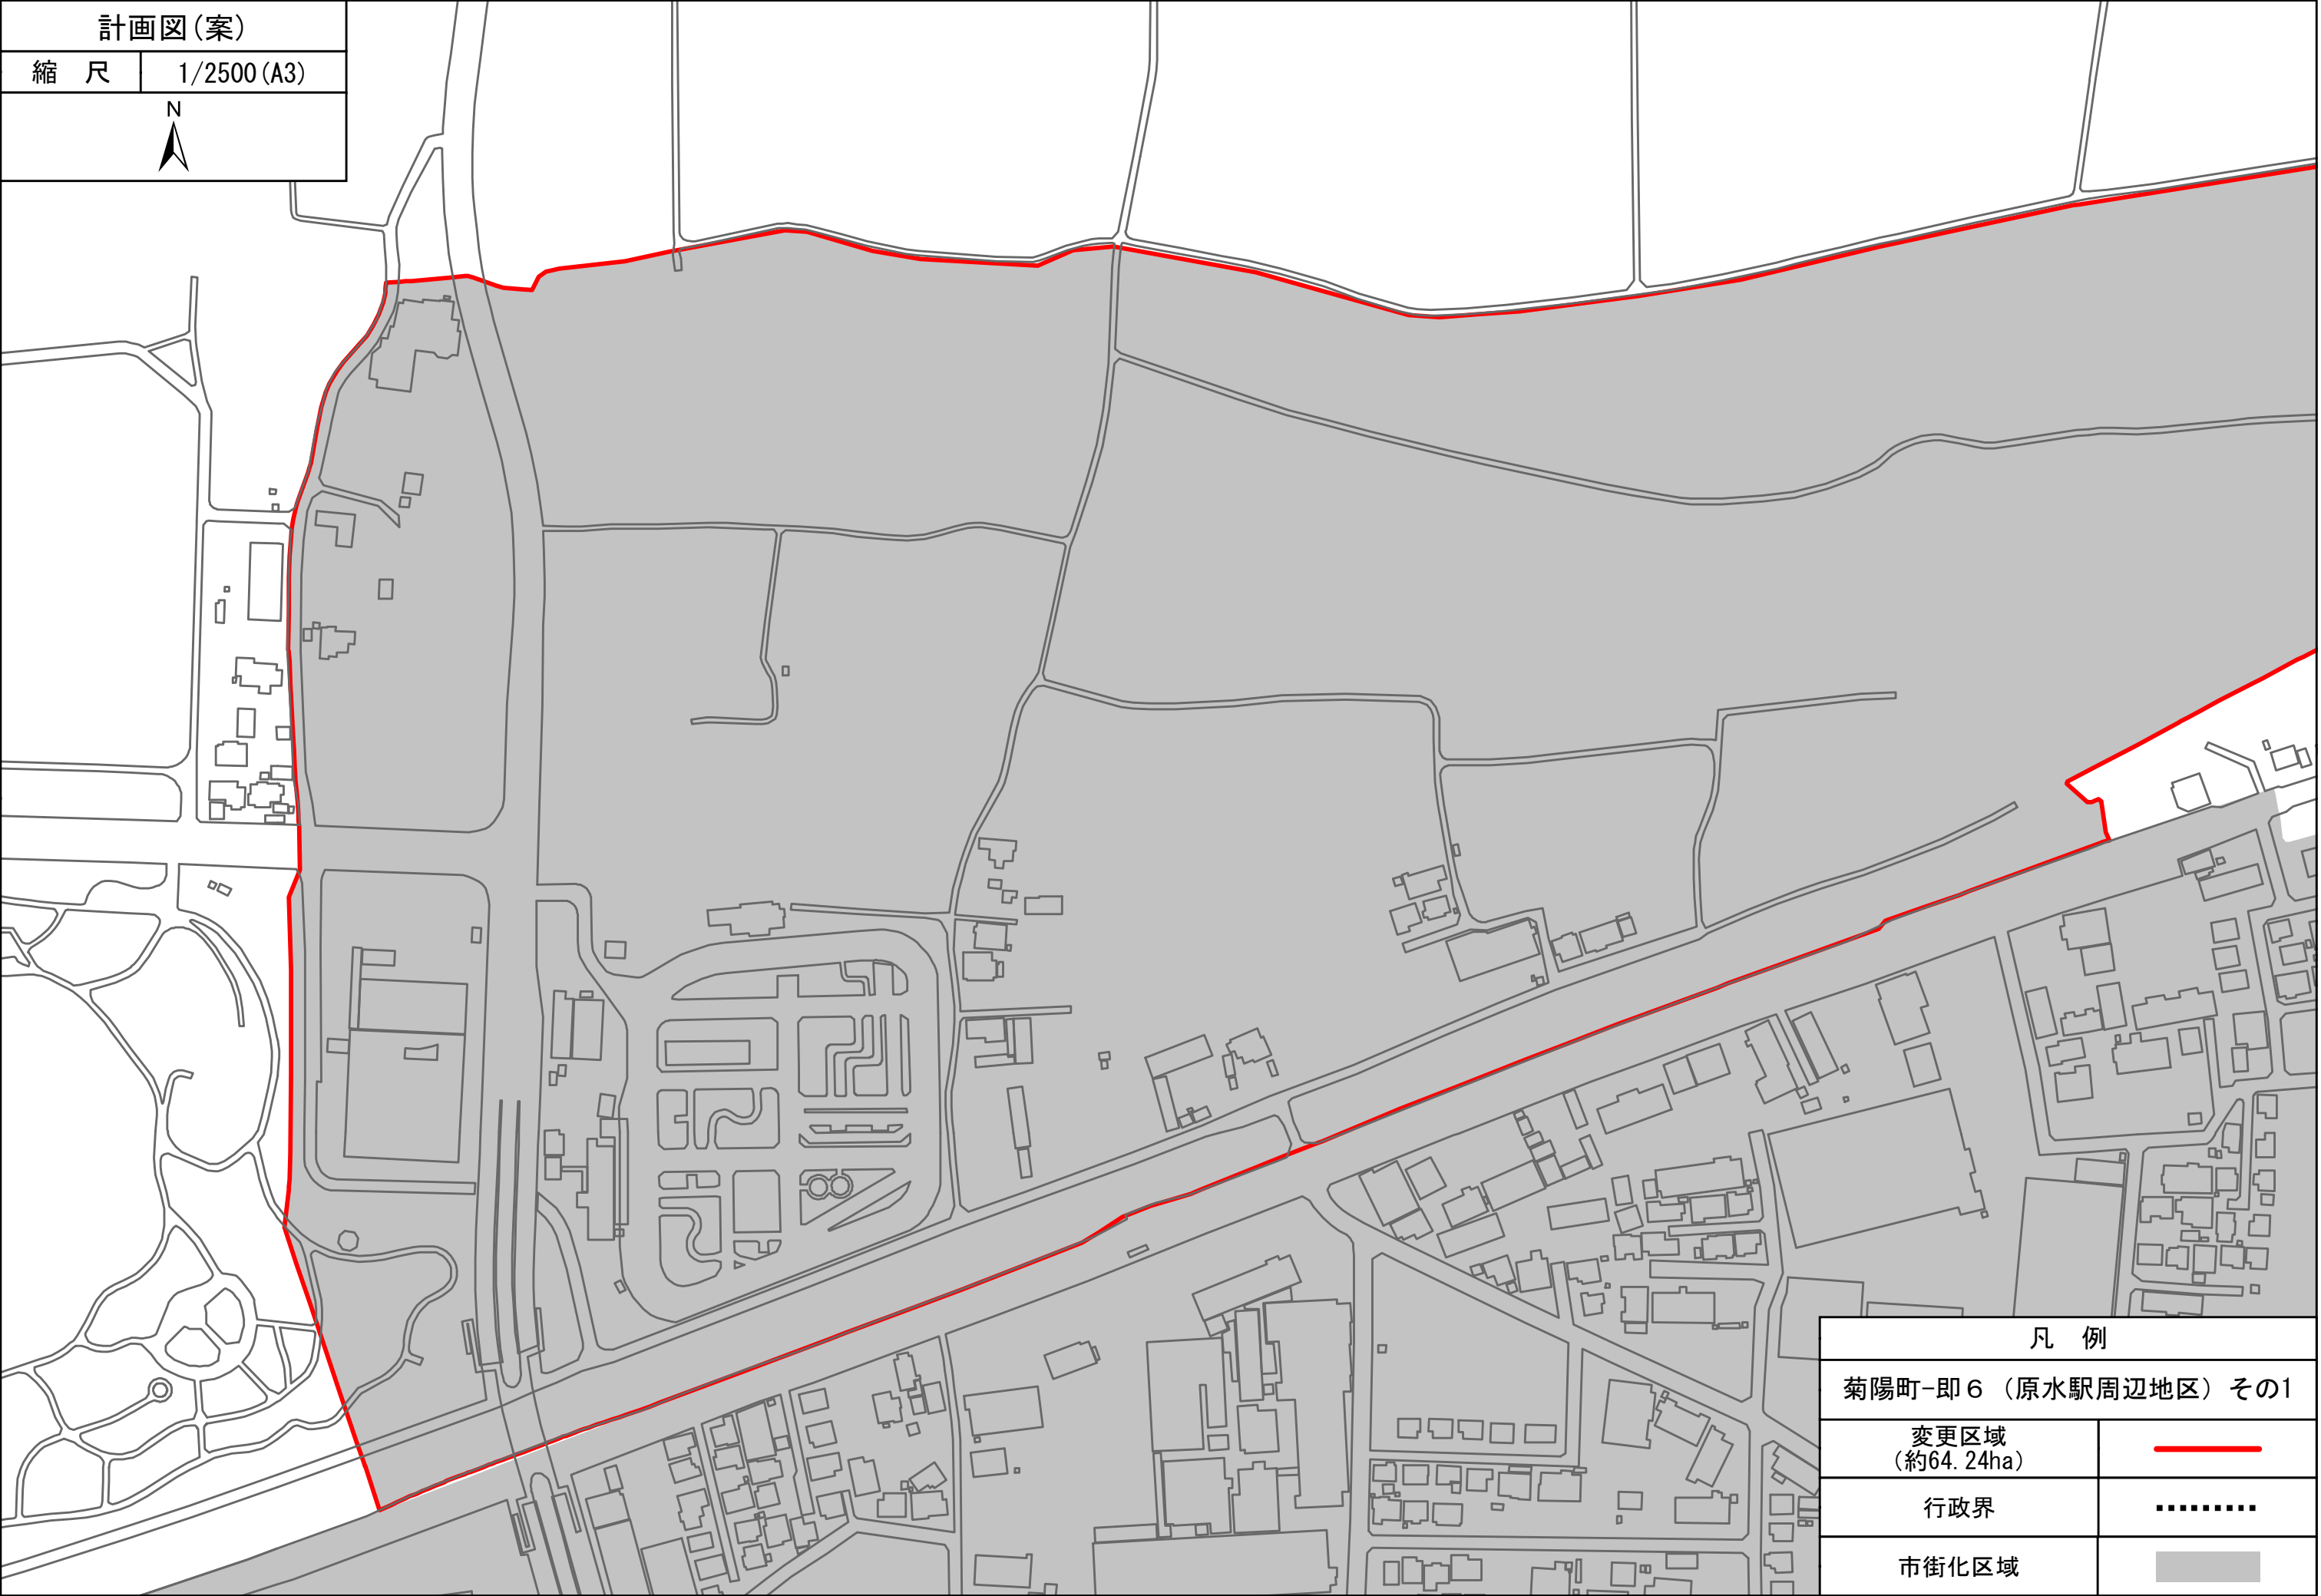 計画図(案)
縮 尺 1/2500(A3)
N
凡 例
菊陽町-即6（原水駅周辺地区）その1
変更区域
(約64.24ha)
行政界
市街化区域